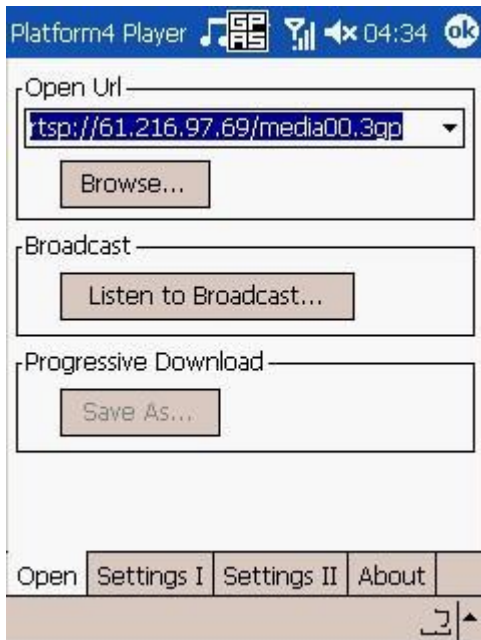 Platform4 Player GPRS 04:34 ok
Open Url
rtsp://61.216.97.69/media00.3gp
Browse...
Broadcast
Listen to Broadcast...
Progressive Download
Save As...
Open Settings I Settings II About